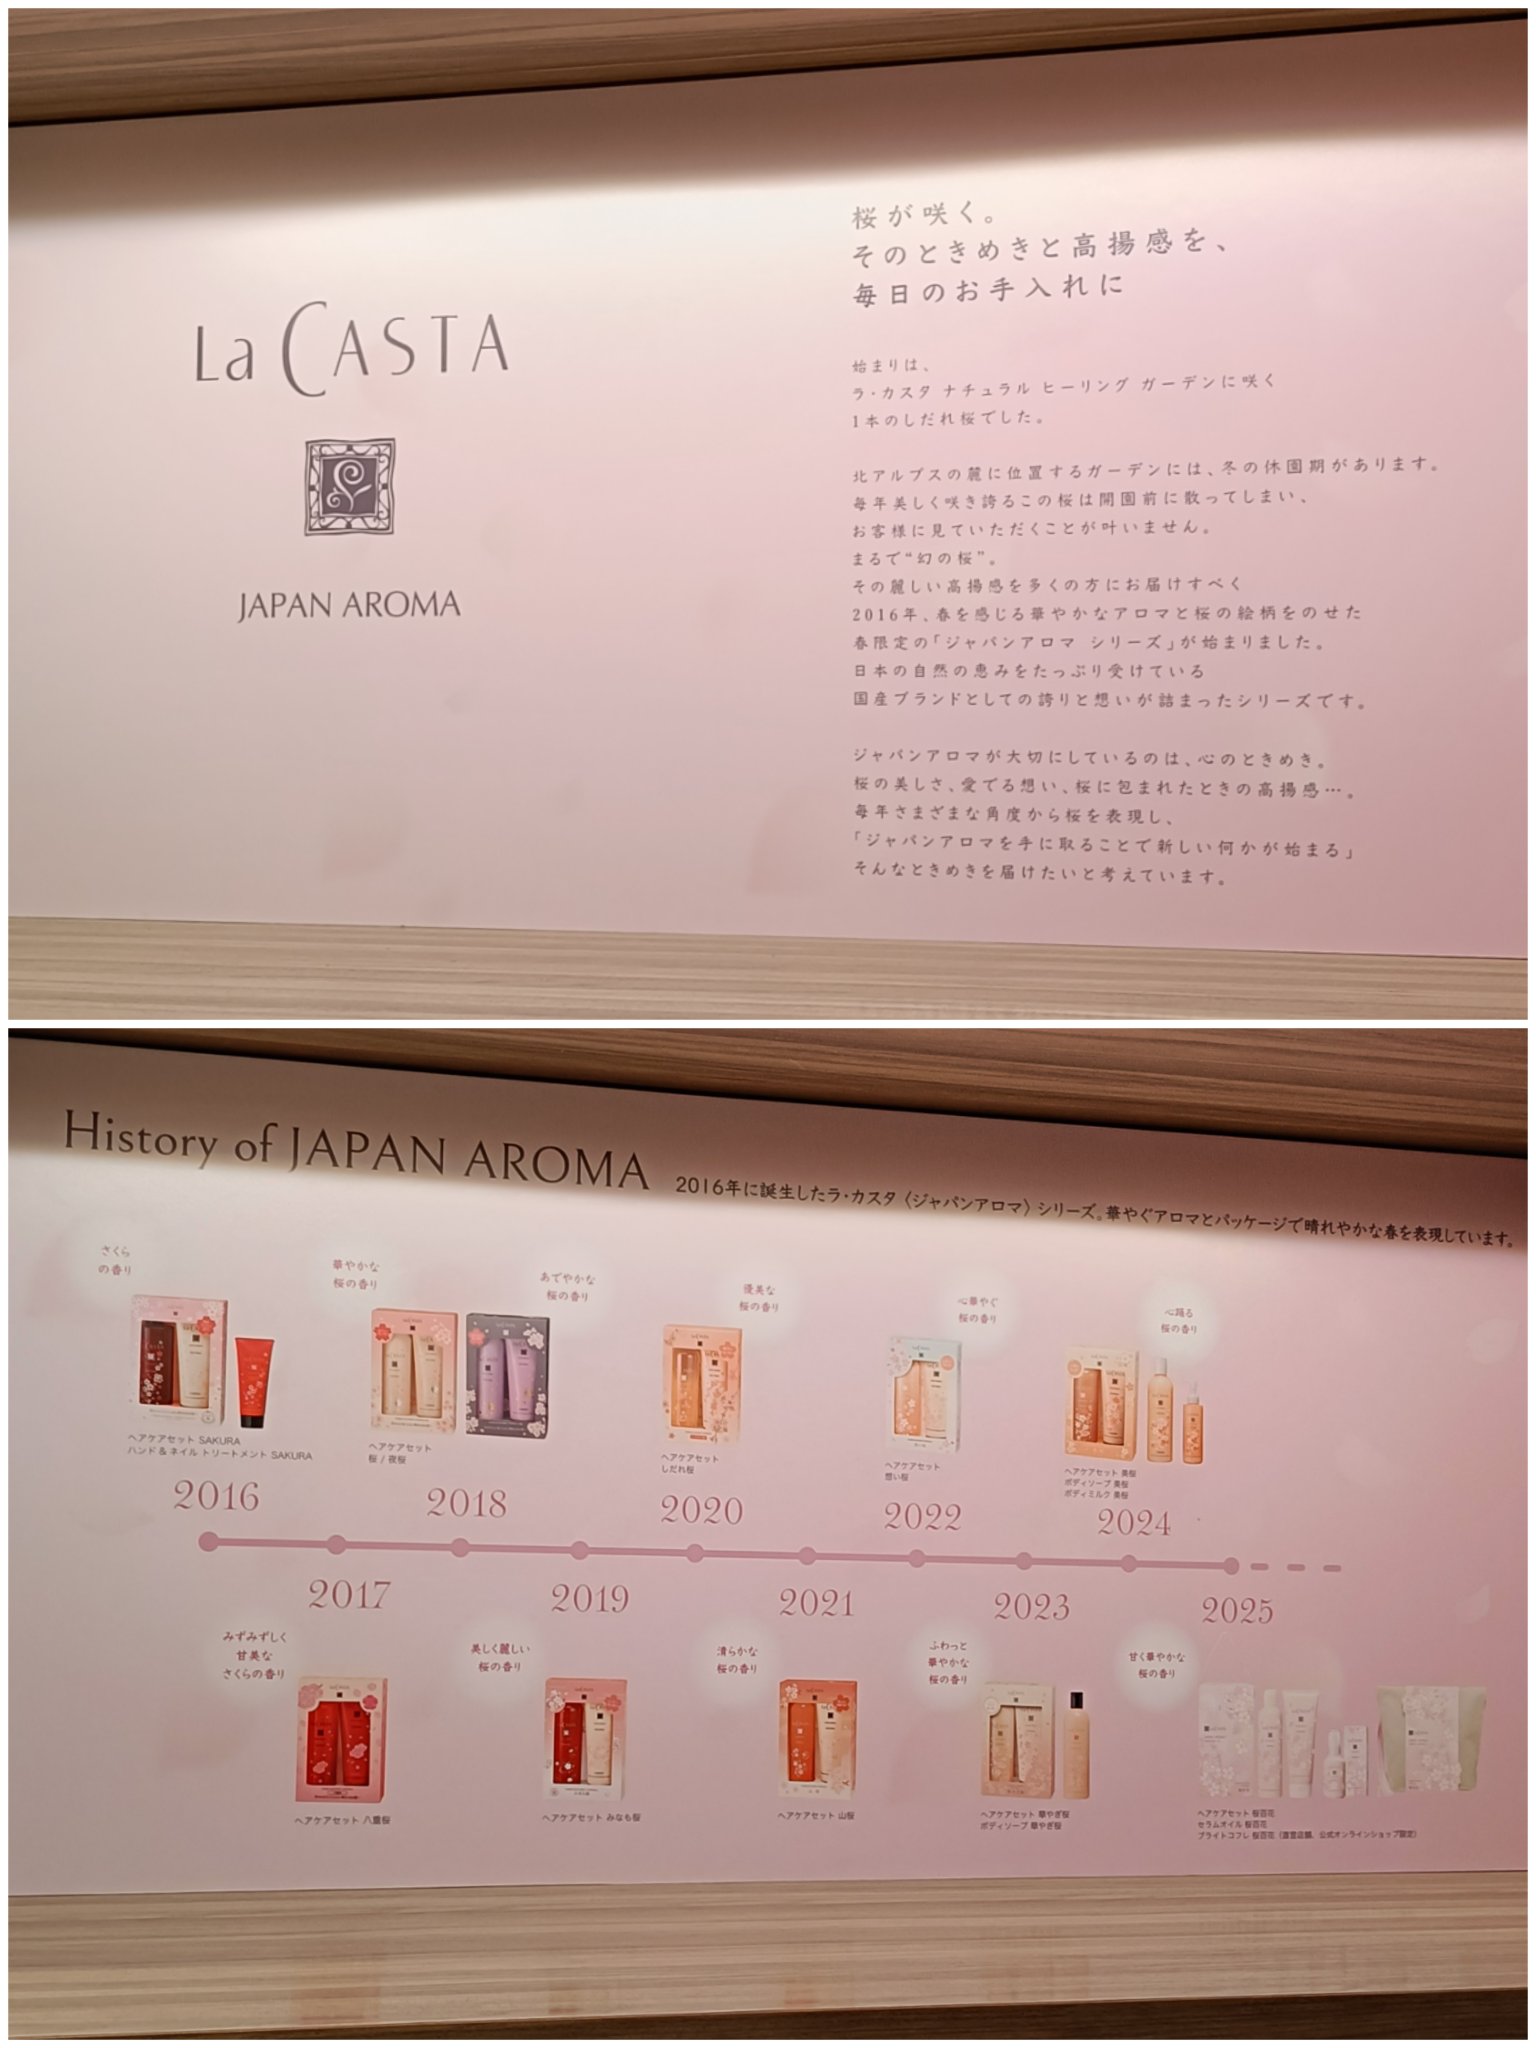 La CASTA
JAPAN AROMA
桜が咲く。
そのときめきと高揚感を、
毎日のお手入れに
始まりは、
ラ・カスタ ナチュラル ヒーリング ガーデンに咲く
1本のしだれ桜でした。
北アルプスの麓に位置するガーデンには、冬の休園期があります。
毎年美しく咲き誇るこの桜は開園前に散ってしまい、
お客様に見ていただくことが叶いません。
まるで“幻の桜”。
その麗しい高揚感を多くの方にお届けすべく
2016年、春を感じる華やかなアロマと桜の絵柄をのせた
春限定の「ジャパンアロマ シリーズ」が始まりました。
日本の自然の恵みをたっぷり受けている
国産ブランドとしての誇りと想いが詰まったシリーズです。
ジャパンアロマが大切にしているのは、心のときめき。
桜の美しさ、愛でる想い、桜に包まれたときの高揚感…。
毎年さまざまな角度から桜を表現し、
「ジャパンアロマを手に取ることで新しい何かが始まる」
そんなときめきを届けたいと考えています。
History of JAPAN AROMA
2016年に誕生したラ・カスタ〈ジャパンアロマ〉シリーズ。華やぐアロマとパッケージで晴れやかな春を表現しています。
さくら
の香り
ヘアケアセット SAKURA
ハンド&ネイル トリートメント SAKURA
2016
華やかな
桜の香り
あでやかな
桜の香り
ヘアケアセット
桜 / 夜桜
2018
優美な
桜の香り
ヘアケアセット
しだれ桜
2020
心華やぐ
桜の香り
ヘアケアセット
想い桜
2022
心踊る
桜の香り
ヘアケアセット 美桜
ボディソープ 美桜
ボディミルク 美桜
2024
2017
みずみずしく
甘美な
さくらの香り
ヘアケアセット 八重桜
2019
美しく麗しい
桜の香り
ヘアケアセット みなも桜
2021
清らかな
桜の香り
ヘアケアセット 山桜
2023
ふわっと
華やかな
桜の香り
ヘアケアセット 華やぎ桜
ボディソープ 華やぎ桜
2025
甘く華やかな
桜の香り
ヘアケアセット 桜百花
セラムオイル 桜百花
ブライトコフレ 桜百花（直営店舗、公式オンラインショップ限定）